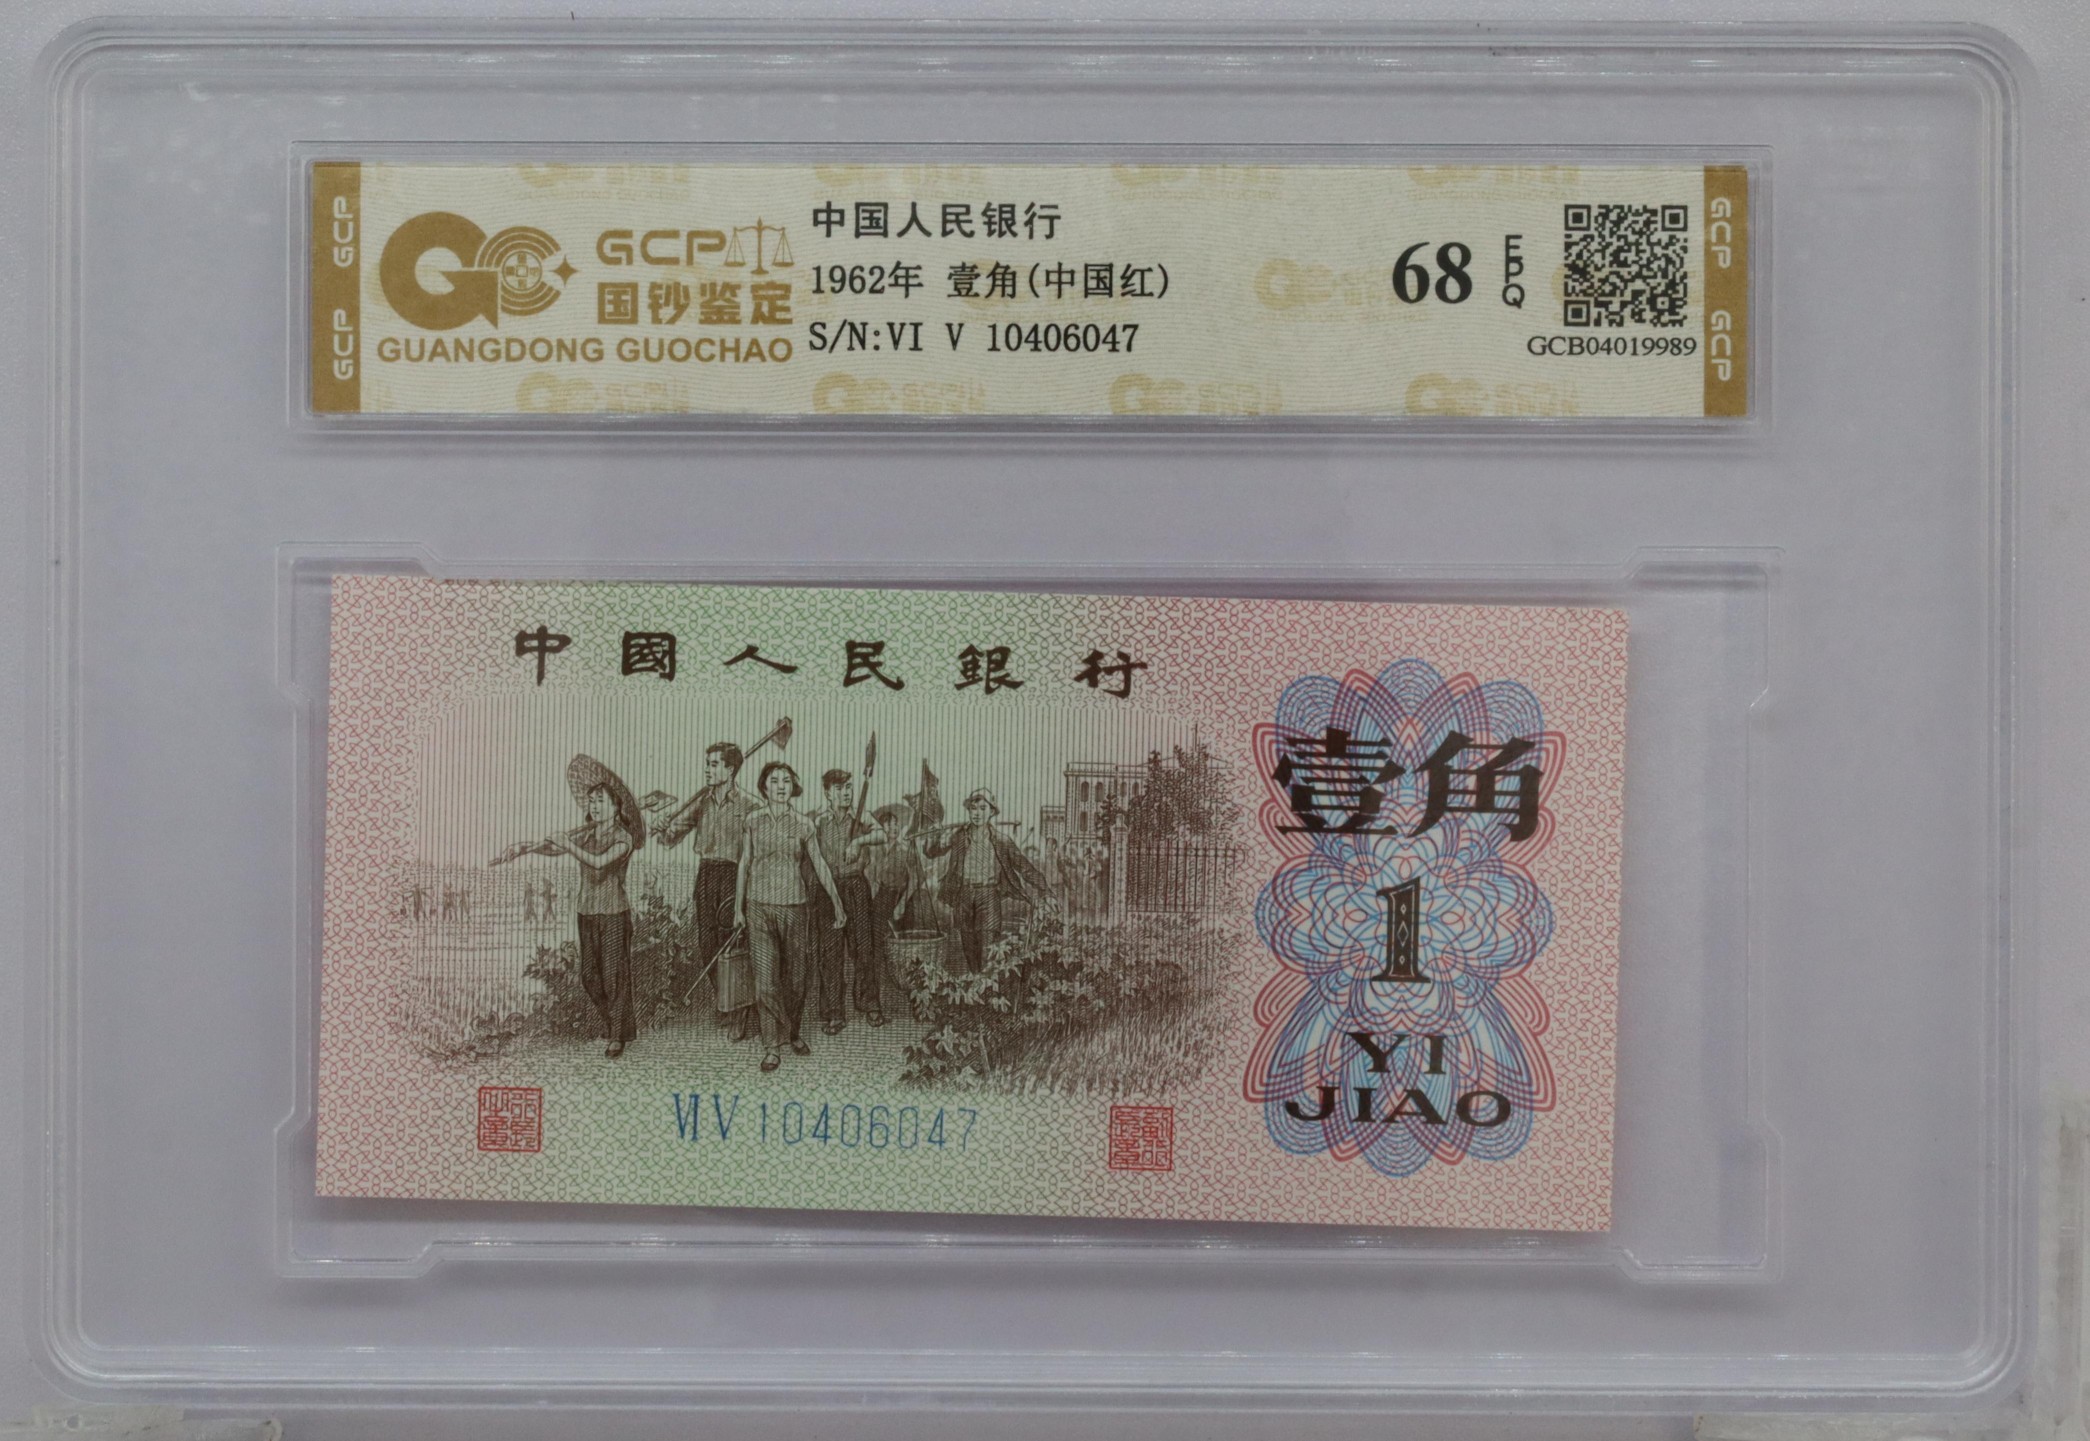 GCP
GCP
GCP
国钞鉴定
GUANGDONG GUOCHAO
中国人民银行
1962年 壹角(中国红)
S/N:VI V 10406047
68
EPQ
GCB04019989
GCP
GCP
中國人民銀行
壹角
1
YI
JIAO
VI V 10406047